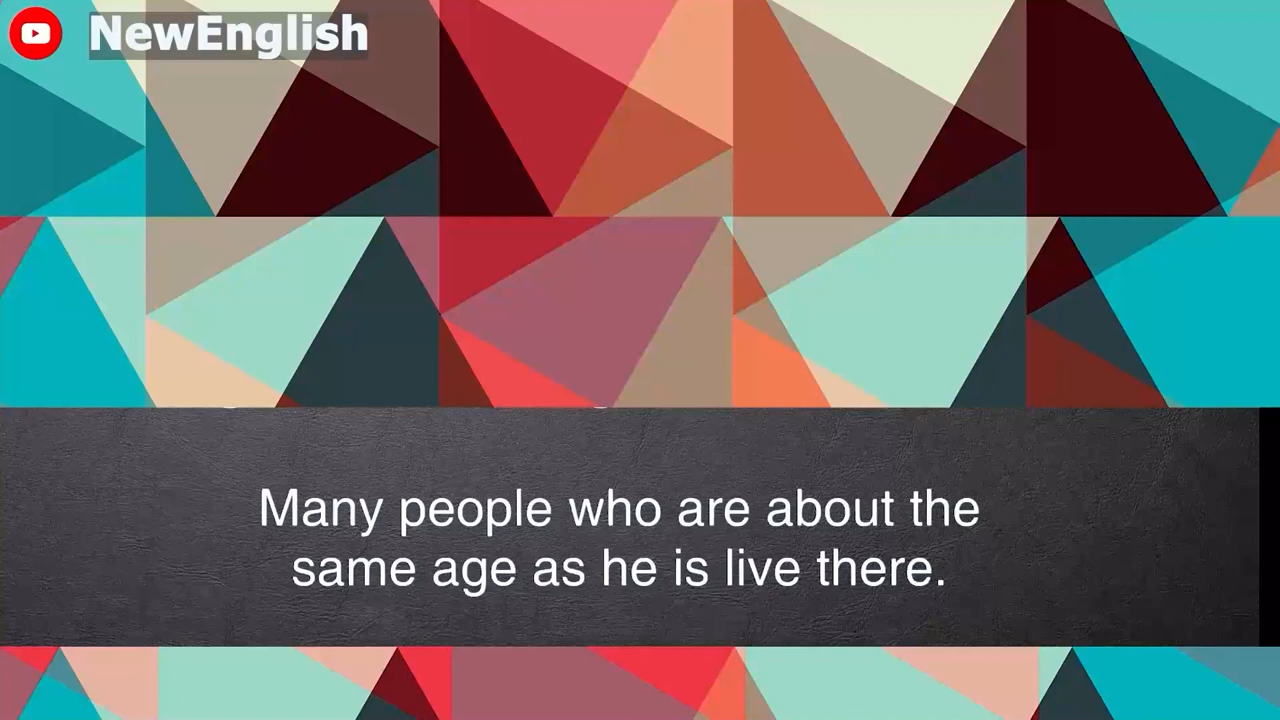 NewEnglish
Many people who are about the
same age as he is live there.